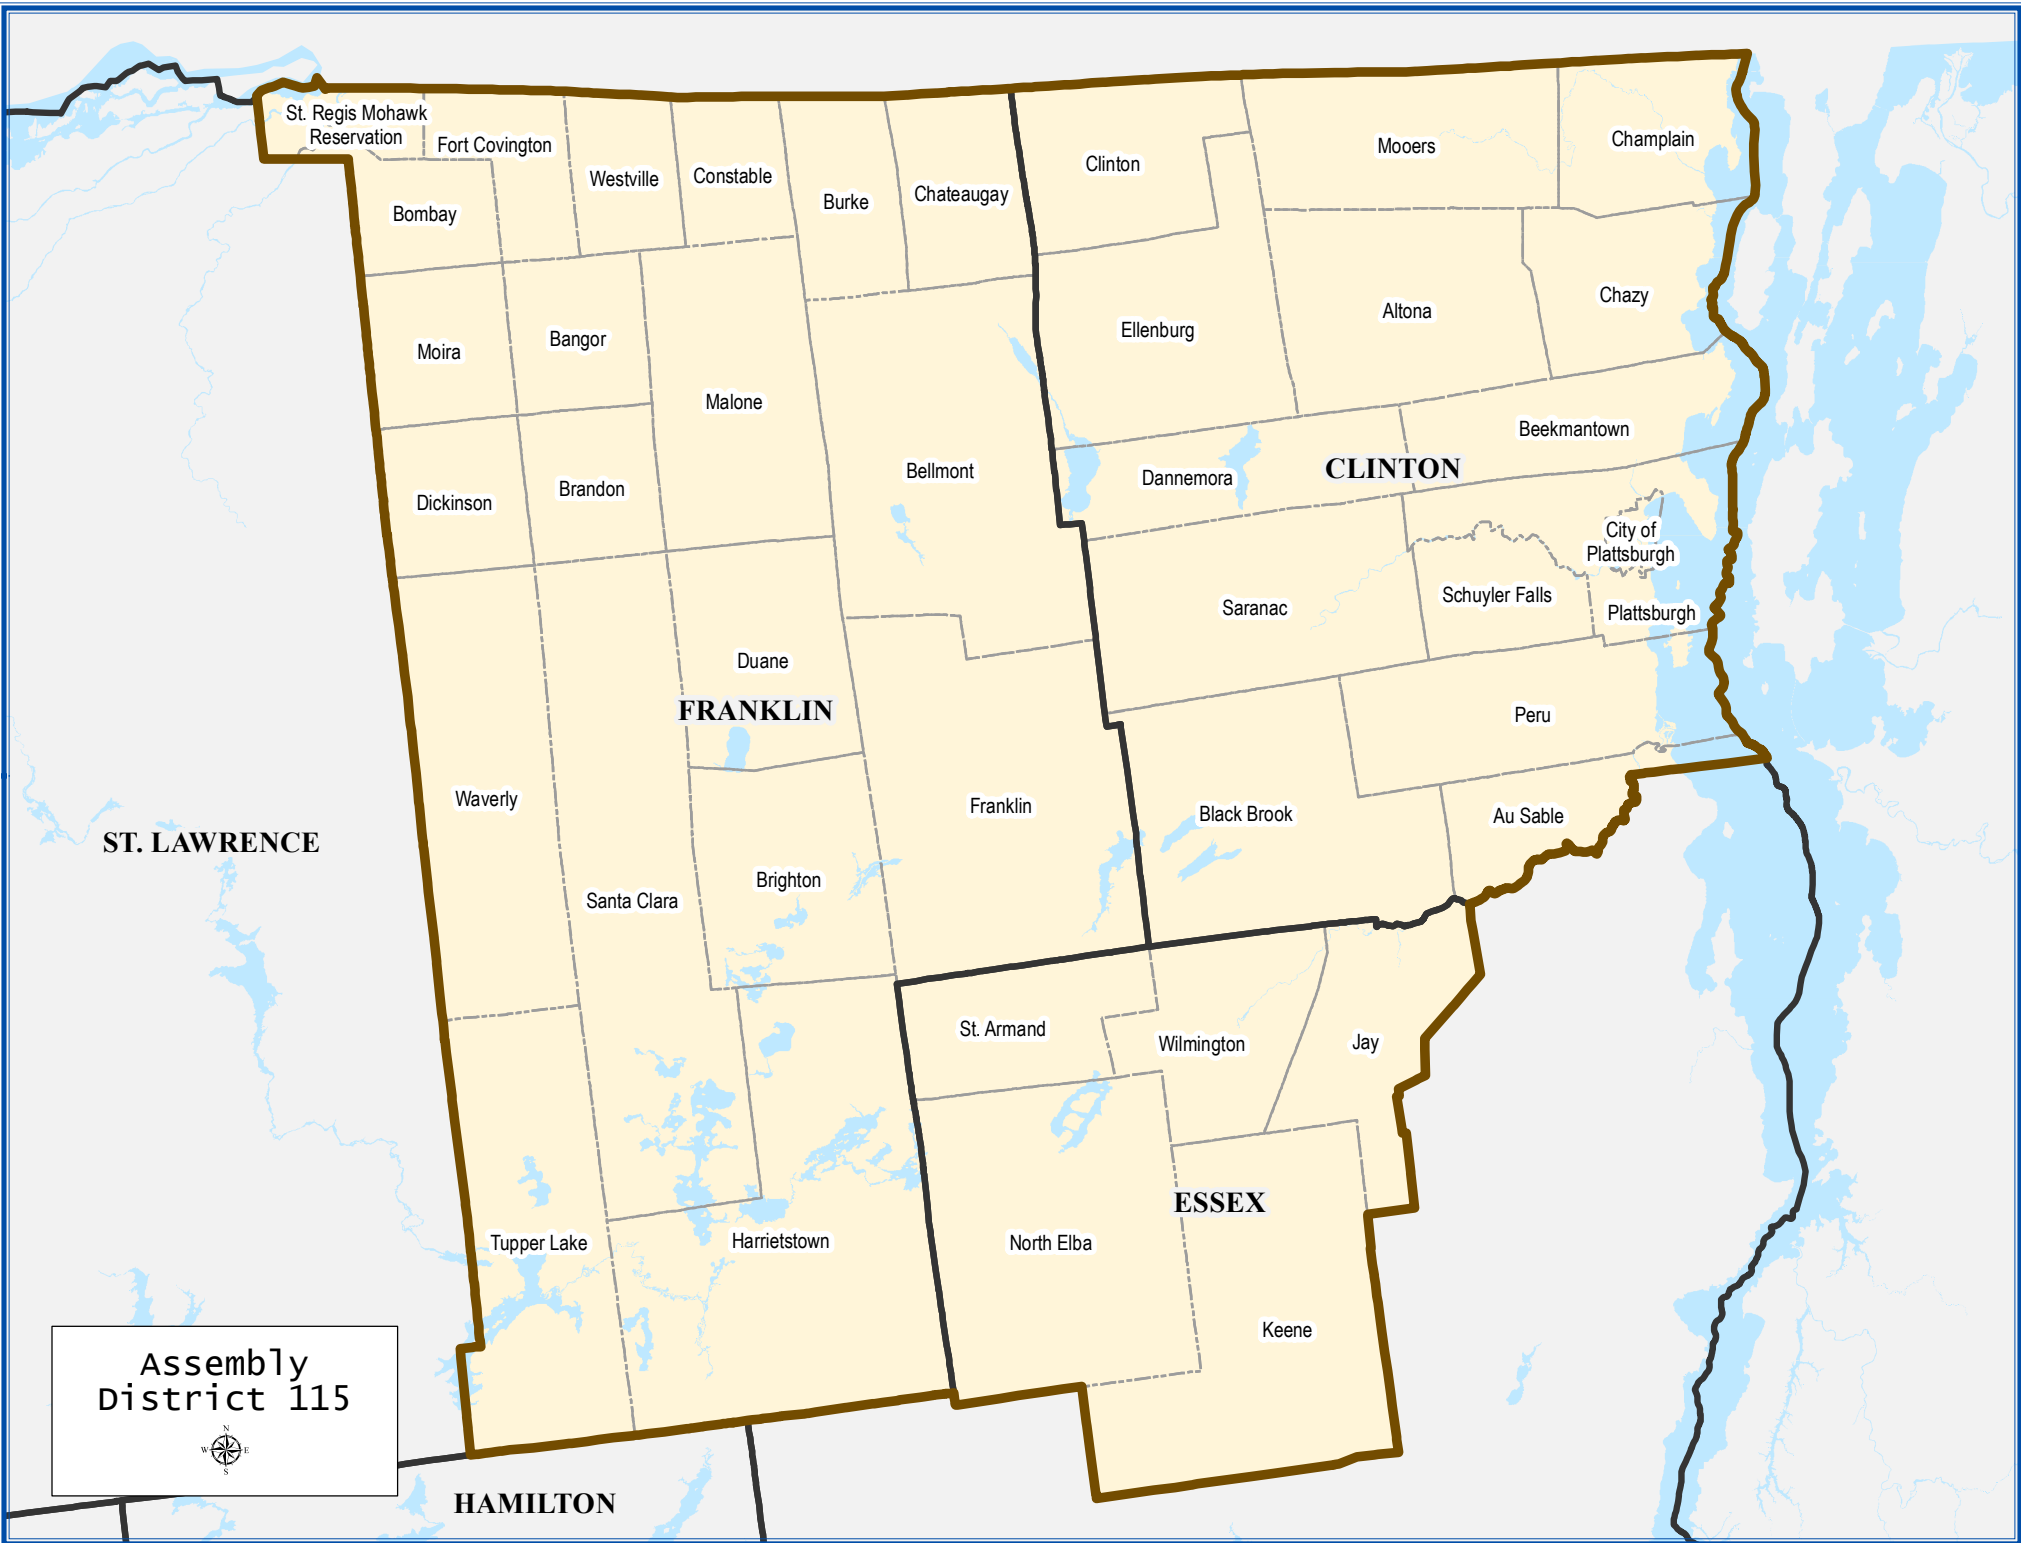 St. Regis Mohawk
Reservation
Fort Covington
Westville
Constable
Burke
Chateaugay
Clinton
Mooers
Champlain
Bombay
Moira
Bangor
Malone
Ellenburg
Altona
Chazy
Dickinson
Brandon
Bellmont
Dannemora
CLINTON
Beekmantown
City of
Plattsburgh
Saranac
Schuyler Falls
Plattsburgh
Duane
FRANKLIN
Peru
Waverly
Franklin
Black Brook
Au Sable
ST. LAWRENCE
Santa Clara
Brighton
St. Armand
Wilmington
Jay
ESSEX
Tupper Lake
Harrietstown
North Elba
Keene
Assembly
District 115
N
W E
S
HAMILTON